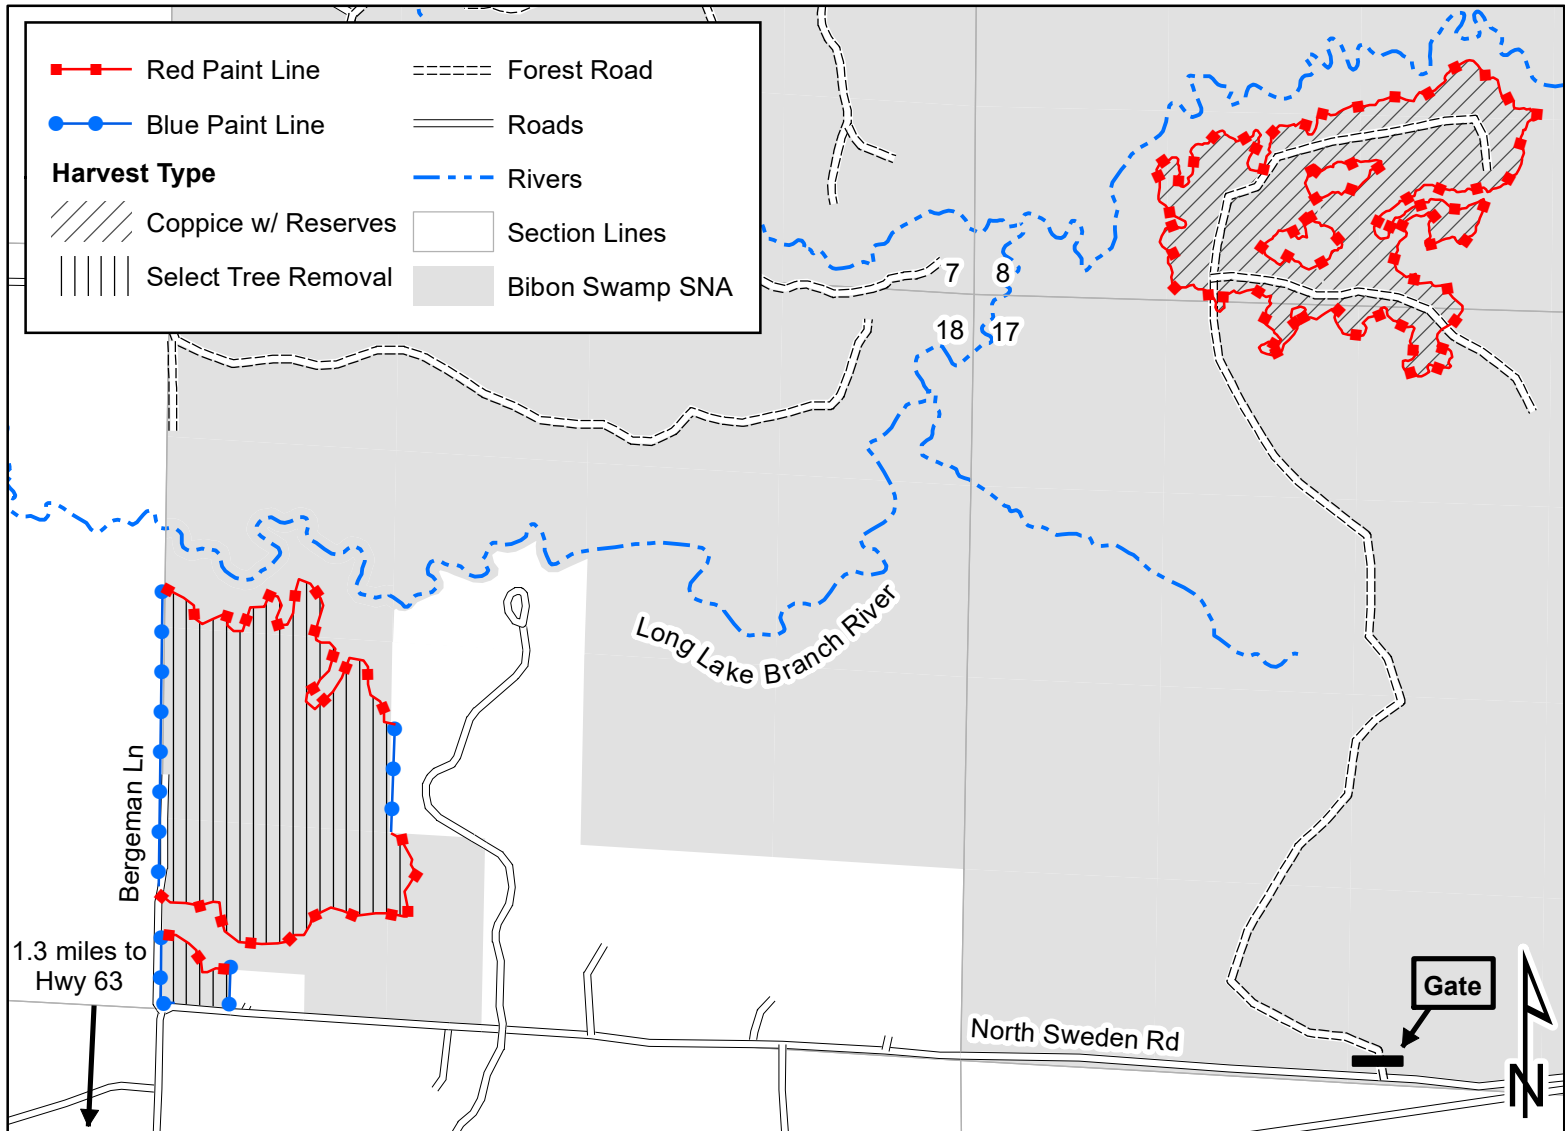 Red Paint Line
Blue Paint Line
Harvest Type
Coppice w/ Reserves
Select Tree Removal
Forest Road
Roads
Rivers
Section Lines
Bibon Swamp SNA
7 8
18 17
Long Lake Branch River
Bergeman Ln
1.3 miles to
Hwy 63
North Sweden Rd
Gate
N